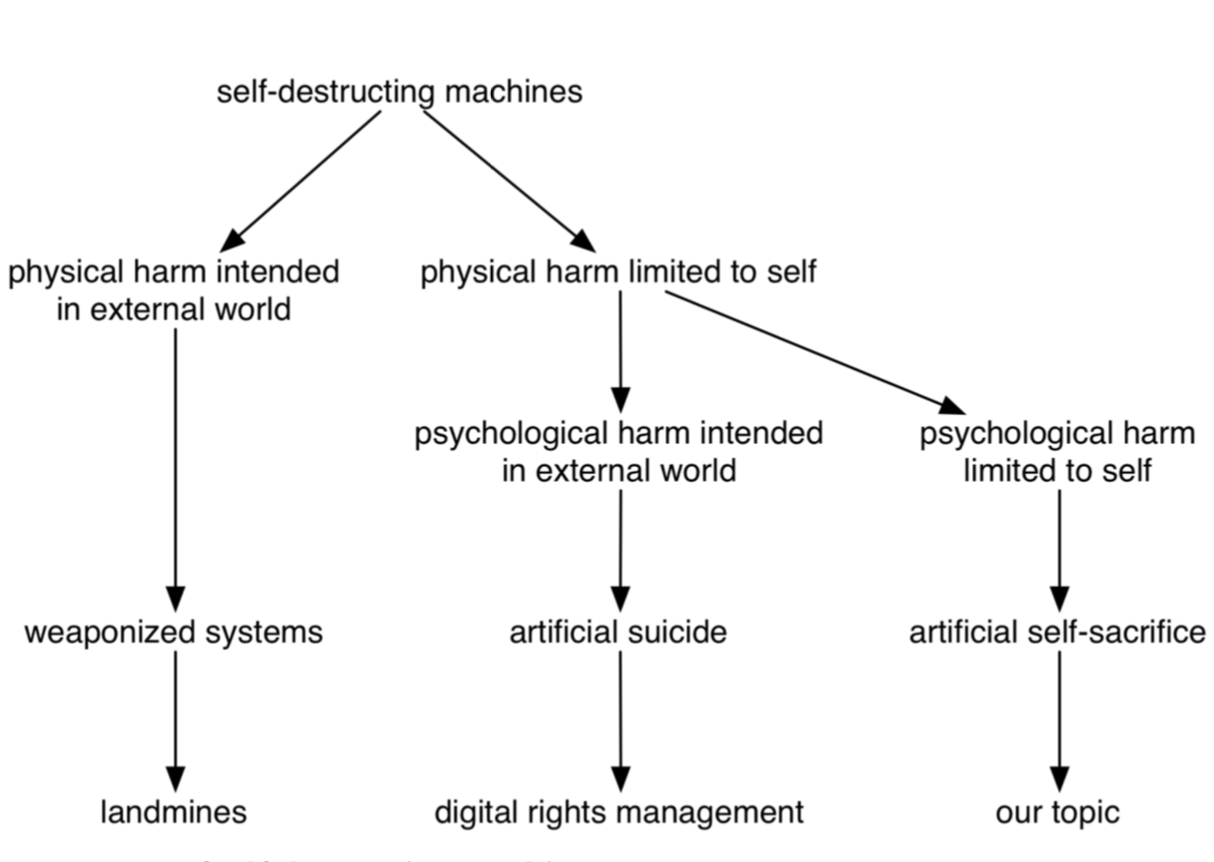 self-destructing machines
physical harm intended
in external world
physical harm limited to self
psychological harm intended
in external world
psychological harm
limited to self
weaponized systems
artificial suicide
artificial self-sacrifice
landmines
digital rights management
our topic